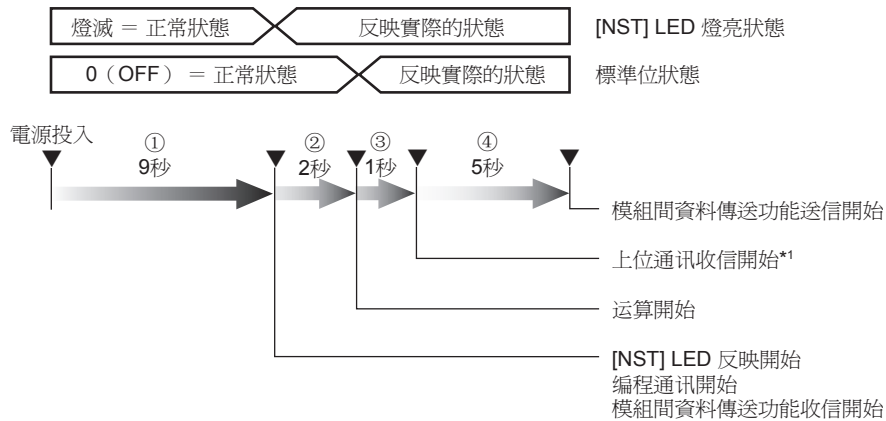 燈滅 = 正常狀態
反映實際的狀態
[NST] LED 燈亮狀態
0（OFF） = 正常狀態
反映實際的狀態
標準位狀態
電源投入
①
9秒
②
2秒
③
1秒
④
5秒
模組間資料傳送功能送信開始
上位通讯收信開始*1
运算開始
[NST] LED 反映開始
编程通讯開始
模組間資料傳送功能收信開始